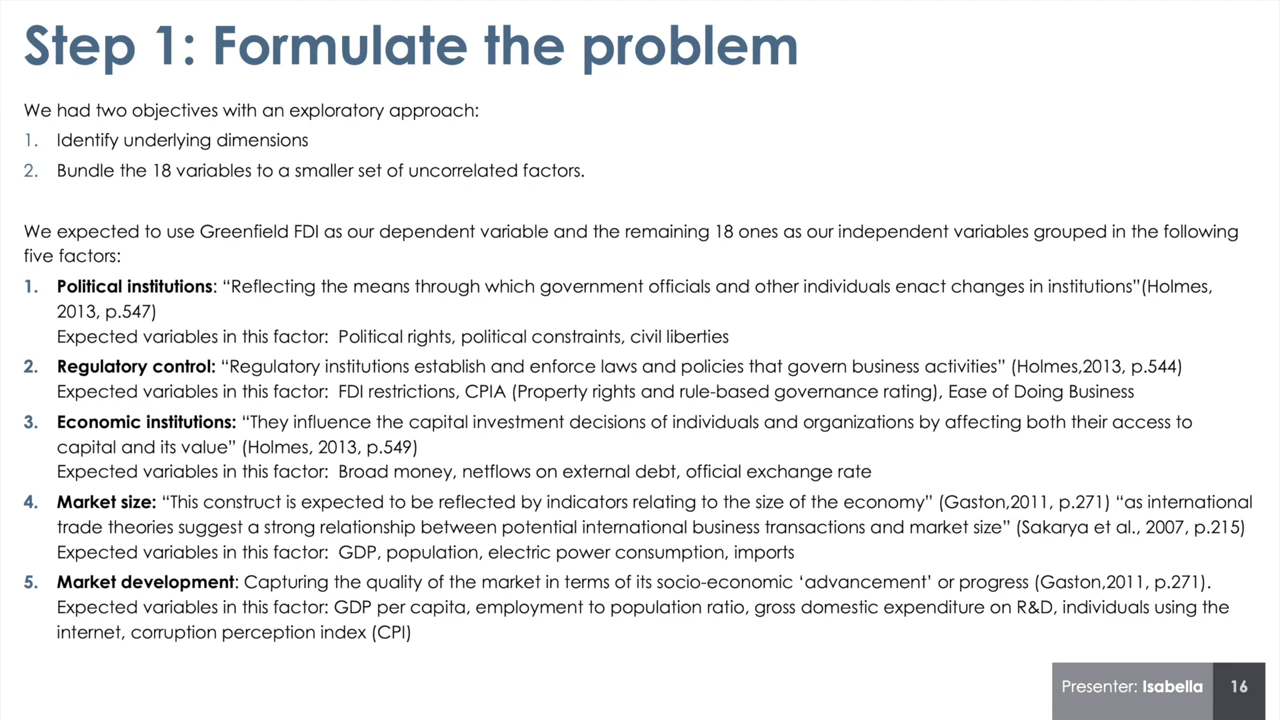 Step 1: Formulate the problem
We had two objectives with an exploratory approach:
1. Identify underlying dimensions
2. Bundle the 18 variables to a smaller set of uncorrelated factors.
We expected to use Greenfield FDI as our dependent variable and the remaining 18 ones as our independent variables grouped in the following
five factors:
1. Political institutions: “Reflecting the means through which government officials and other individuals enact changes in institutions”(Holmes,
2013, p.547)
Expected variables in this factor: Political rights, political constraints, civil liberties
2. Regulatory control: “Regulatory institutions establish and enforce laws and policies that govern business activities” (Holmes,2013, p.544)
Expected variables in this factor: FDI restrictions, CPIA (Property rights and rule-based governance rating), Ease of Doing Business
3. Economic institutions: “They influence the capital investment decisions of individuals and organizations by affecting both their access to
capital and its value” (Holmes, 2013, p.549)
Expected variables in this factor: Broad money, netflows on external debt, official exchange rate
4. Market size: “This construct is expected to be reflected by indicators relating to the size of the economy” (Gaston,2011, p.271) “as international
trade theories suggest a strong relationship between potential international business transactions and market size” (Sakarya et al., 2007, p.215)
Expected variables in this factor: GDP, population, electric power consumption, imports
5. Market development: Capturing the quality of the market in terms of its socio-economic ‘advancement’ or progress (Gaston,2011, p.271).
Expected variables in this factor: GDP per capita, employment to population ratio, gross domestic expenditure on R&D, individuals using the
internet, corruption perception index (CPI)
Presenter: Isabella 16